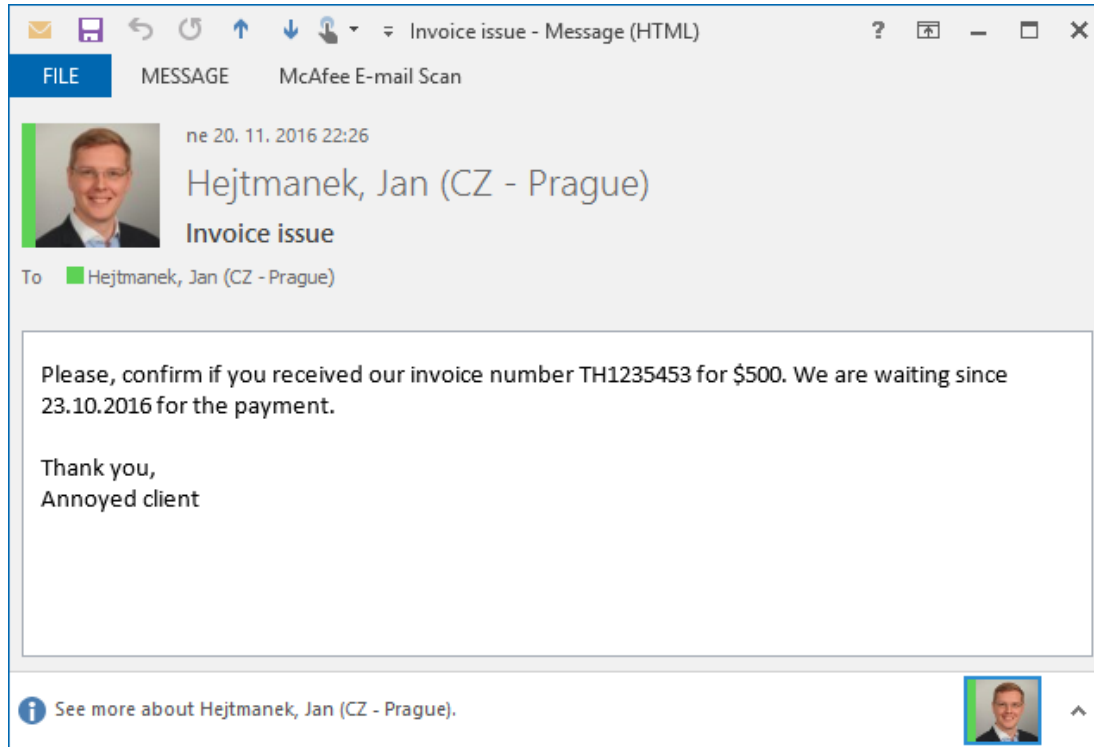 Invoice issue - Message (HTML)
?
FILE MESSAGE McAfee E-mail Scan
ne 20. 11. 2016 22:26
Hejtmanek, Jan (CZ - Prague)
Invoice issue
To Hejtmanek, Jan (CZ - Prague)
Please, confirm if you received our invoice number TH1235453 for $500. We are waiting since
23.10.2016 for the payment.
Thank you,
Annoyed client
See more about Hejtmanek, Jan (CZ - Prague).